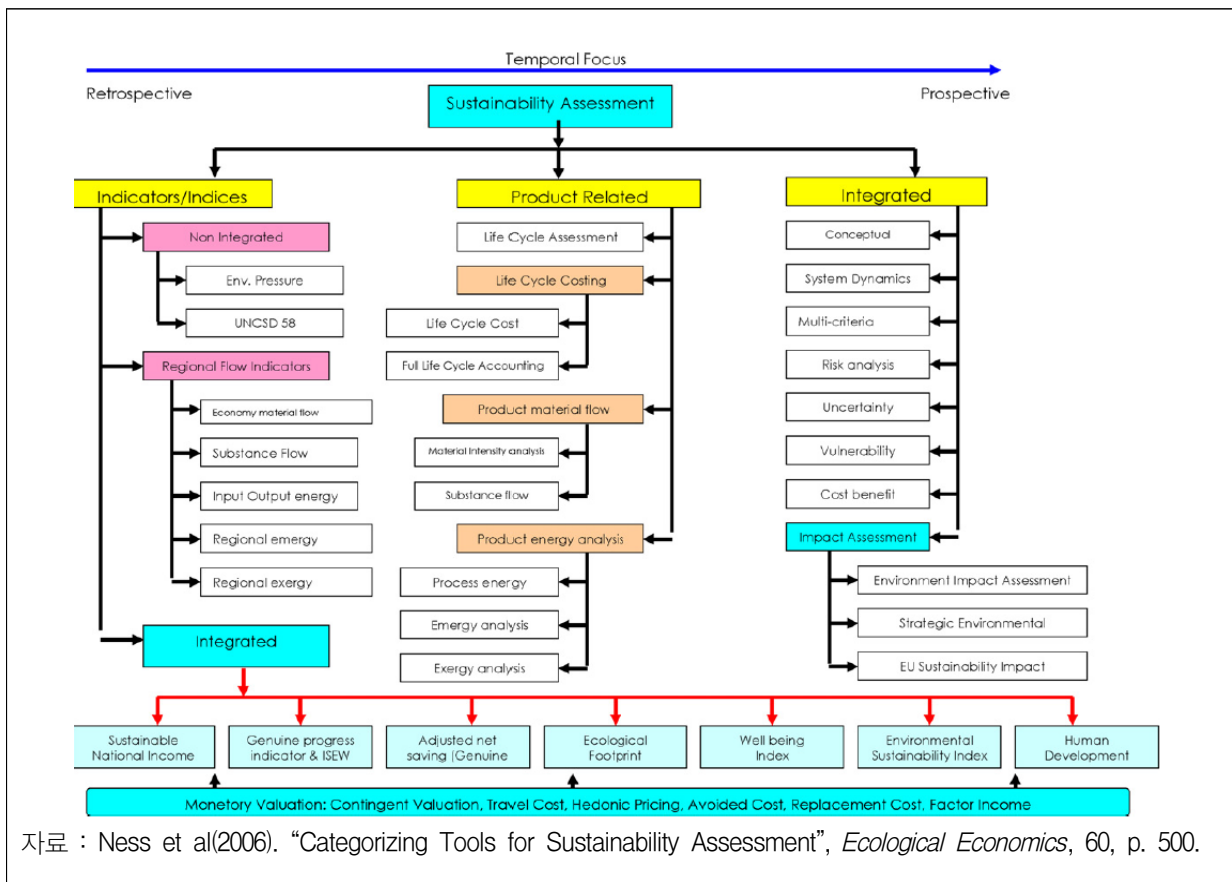 Temporal Focus
Retrospective
Prospective
Sustainability Assessment
Indicators/Indices
Non Integrated
Env. Pressure
UNCSD 58
Regional Flow Indicators
Economy material flow
Substance Flow
Input Output energy
Regional emergy
Regional exergy
Integrated
Product Related
Life Cycle Assessment
Life Cycle Costing
Life Cycle Cost
Full Life Cycle Accounting
Product material flow
Material Intensity analysis
Substance flow
Product energy analysis
Process energy
Emergy analysis
Exergy analysis
Integrated
Conceptual
System Dynamics
Multi-criteria
Risk analysis
Uncertainty
Vulnerability
Cost benefit
Impact Assessment
Environment Impact Assessment
Strategic Environmental
EU Sustainability Impact
Sustainable
National Income
Genuine progress
indicator & ISEW
Adjusted net
saving (Genuine
Ecological
Footprint
Well being
Index
Environmental
Sustainability Index
Human
Development
Monetory Valuation: Contingent Valuation, Travel Cost, Hedonic Pricing, Avoided Cost, Replacement Cost, Factor Income
자료 : Ness et al(2006). “Categorizing Tools for Sustainability Assessment”, Ecological Economics, 60, p. 500.